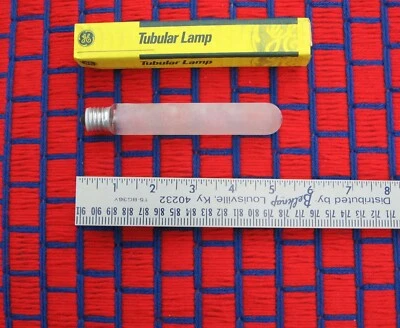 GE
Tubular Lamp
Tubular Lamp
1 2 3 4 5 6 7 8
Distributed by Belknap Louisville, Ky 40232